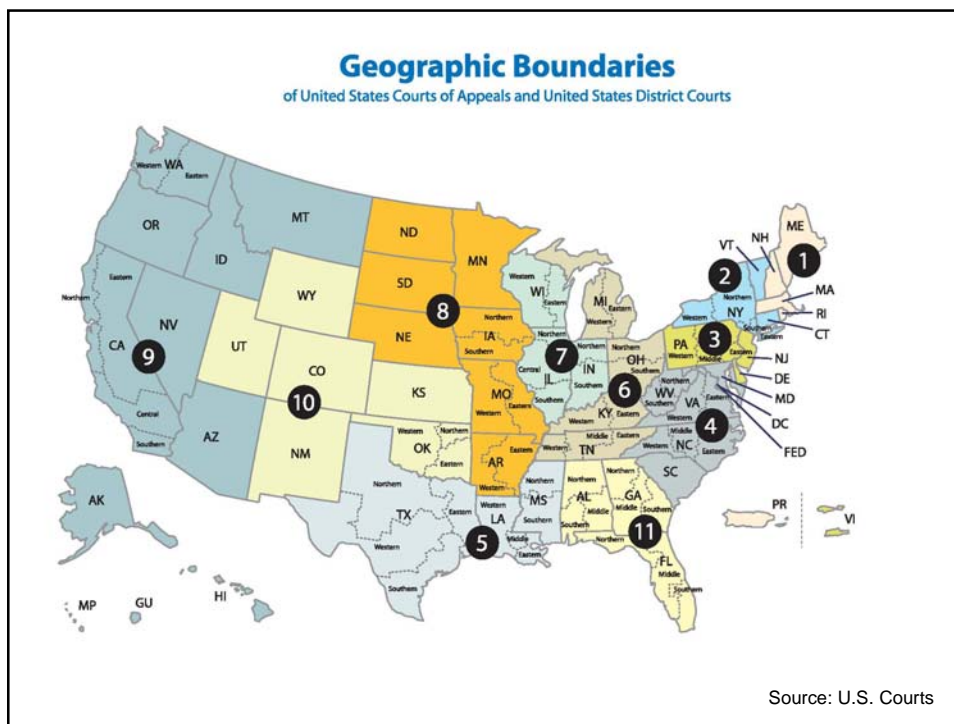 Geographic Boundaries
of United States Courts of Appeals and United States District Courts
Western
WA
Eastern
OR
MT
ID
ND
MN
SD
8
WY
NE
IA
Northern
Southern
Western
WI
Eastern
MI
Western
Eastern
VT
NH
ME
1
2
MA
RI
CT
Northern
NY
Western
Southern
Eastern
3
PA
Western
Middle
Eastern
NJ
DE
MD
DC
FED
Eastern
Northern
CA
Central
Southern
NV
9
UT
CO
10
KS
MO
Western
Eastern
Northern
7
Central
IL
Southern
Northern
IN
Southern
Northern
OH
Southern
6
KY
Western
Eastern
Northern
WV
Southern
VA
Eastern
Western
4
AZ
NM
OK
Western
Northern
Eastern
AR
Eastern
Western
Western
Middle
TN
Eastern
Western
Middle
NC
Eastern
SC
AK
Northern
TX
Eastern
Western
Southern
5
Western
LA
Middle
Eastern
Northern
MS
Southern
Northern
AL
Middle
Southern
Northern
GA
Middle
Southern
11
Northern
FL
Middle
Southern
PR
VI
MP
GU
HI
Source: U.S. Courts